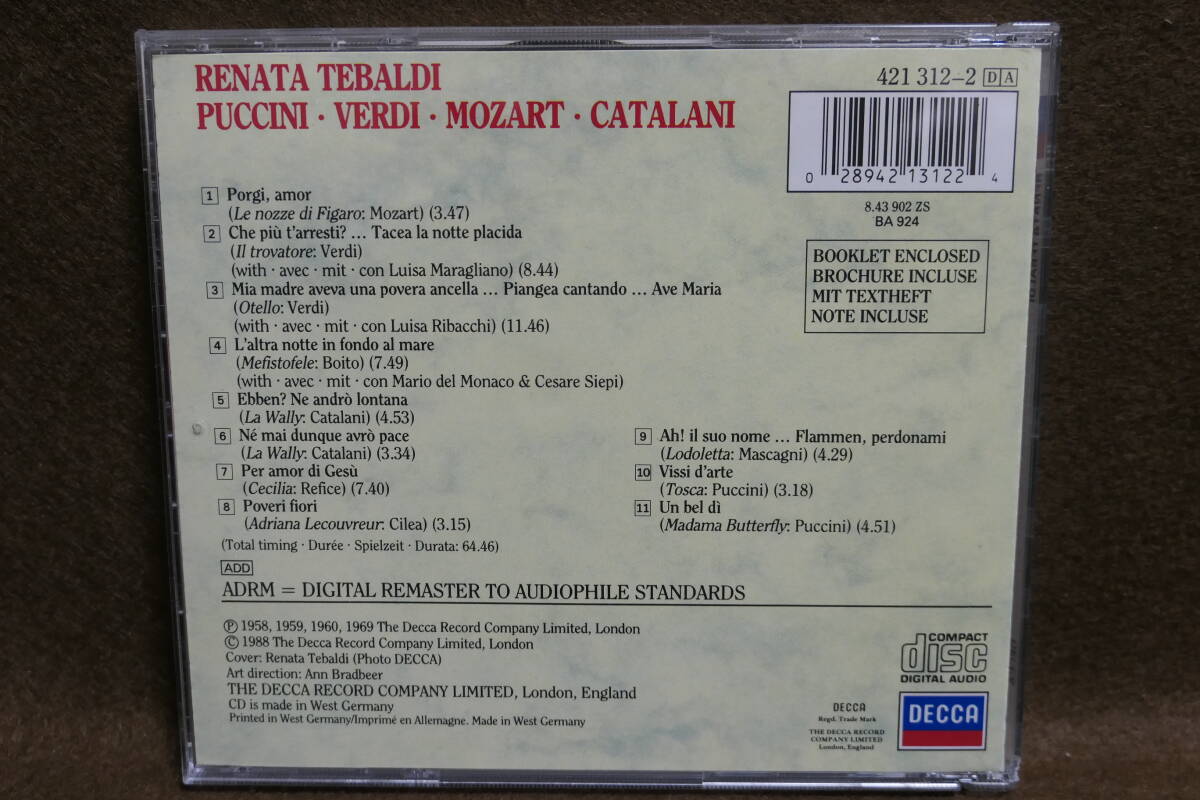 RENATA TEBALDI
PUCCINI · VERDI · MOZART · CATALANI
421 312–2 DA
0 28942 13122 4
8.43 902 ZS
BA 924
BOOKLET ENCLOSED
BROCHURE INCLUSE
MIT TEXTHEFT
NOTE INCLUSE
1 Porgi, amor
(Le nozze di Figaro: Mozart) (3.47)
2 Che più t'arresti? ... Tacea la notte placida
(Il trovatore: Verdi)
(with · avec · mit · con Luisa Maragliano) (8.44)
3 Mia madre aveva una povera ancella ... Piangea cantando ... Ave Maria
(Otello: Verdi)
(with · avec · mit · con Luisa Ribacchi) (11.46)
4 L'altra notte in fondo al mare
(Mefistofele: Boito) (7.49)
(with · avec · mit · con Mario del Monaco & Cesare Siepi)
5 Ebben? Ne andrò lontana
(La Wally: Catalani) (4.53)
6 Né mai dunque avrò pace
(La Wally: Catalani) (3.34)
7 Per amor di Gesù
(Cecilia: Refice) (7.40)
8 Poveri fiori
(Adriana Lecouvreur: Cilea) (3.15)
9 Ah! il suo nome ... Flammen, perdonami
(Lodoletta: Mascagni) (4.29)
10 Vissi d'arte
(Tosca: Puccini) (3.18)
11 Un bel dì
(Madama Butterfly: Puccini) (4.51)
(Total timing · Durée · Spielzeit · Durata: 64.46)
ADD
ADRM = DIGITAL REMASTER TO AUDIOPHILE STANDARDS
Ⓟ 1958, 1959, 1960, 1969 The Decca Record Company Limited, London
© 1988 The Decca Record Company Limited, London
Cover: Renata Tebaldi (Photo DECCA)
Art direction: Ann Bradbeer
THE DECCA RECORD COMPANY LIMITED, London, England
CD is made in West Germany
Printed in West Germany/Imprimé en Allemagne. Made in West Germany
COMPACT
disc
DIGITAL AUDIO
DECCA
Regd. Trade Mark
THE DECCA RECORD
COMPANY LIMITED
London, England
DECCA